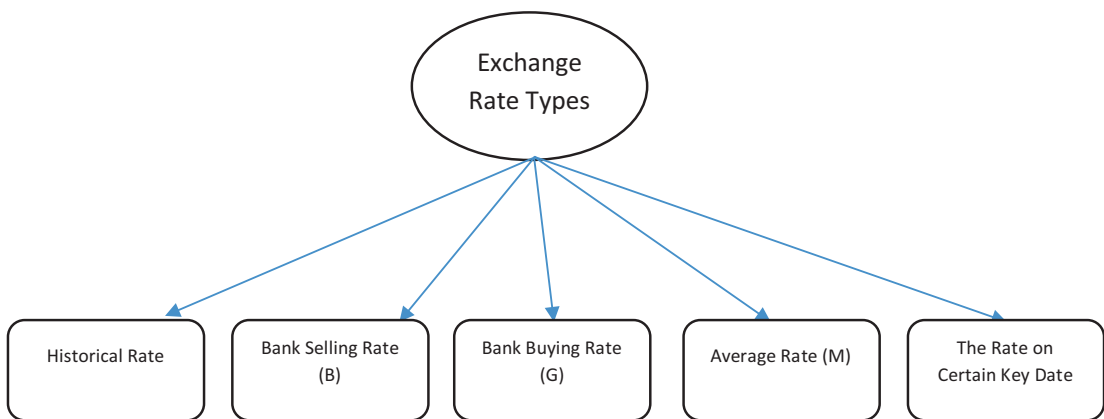 Exchange
Rate Types
Historical Rate
Bank Selling Rate
(B)
Bank Buying Rate
(G)
Average Rate (M)
The Rate on
Certain Key Date